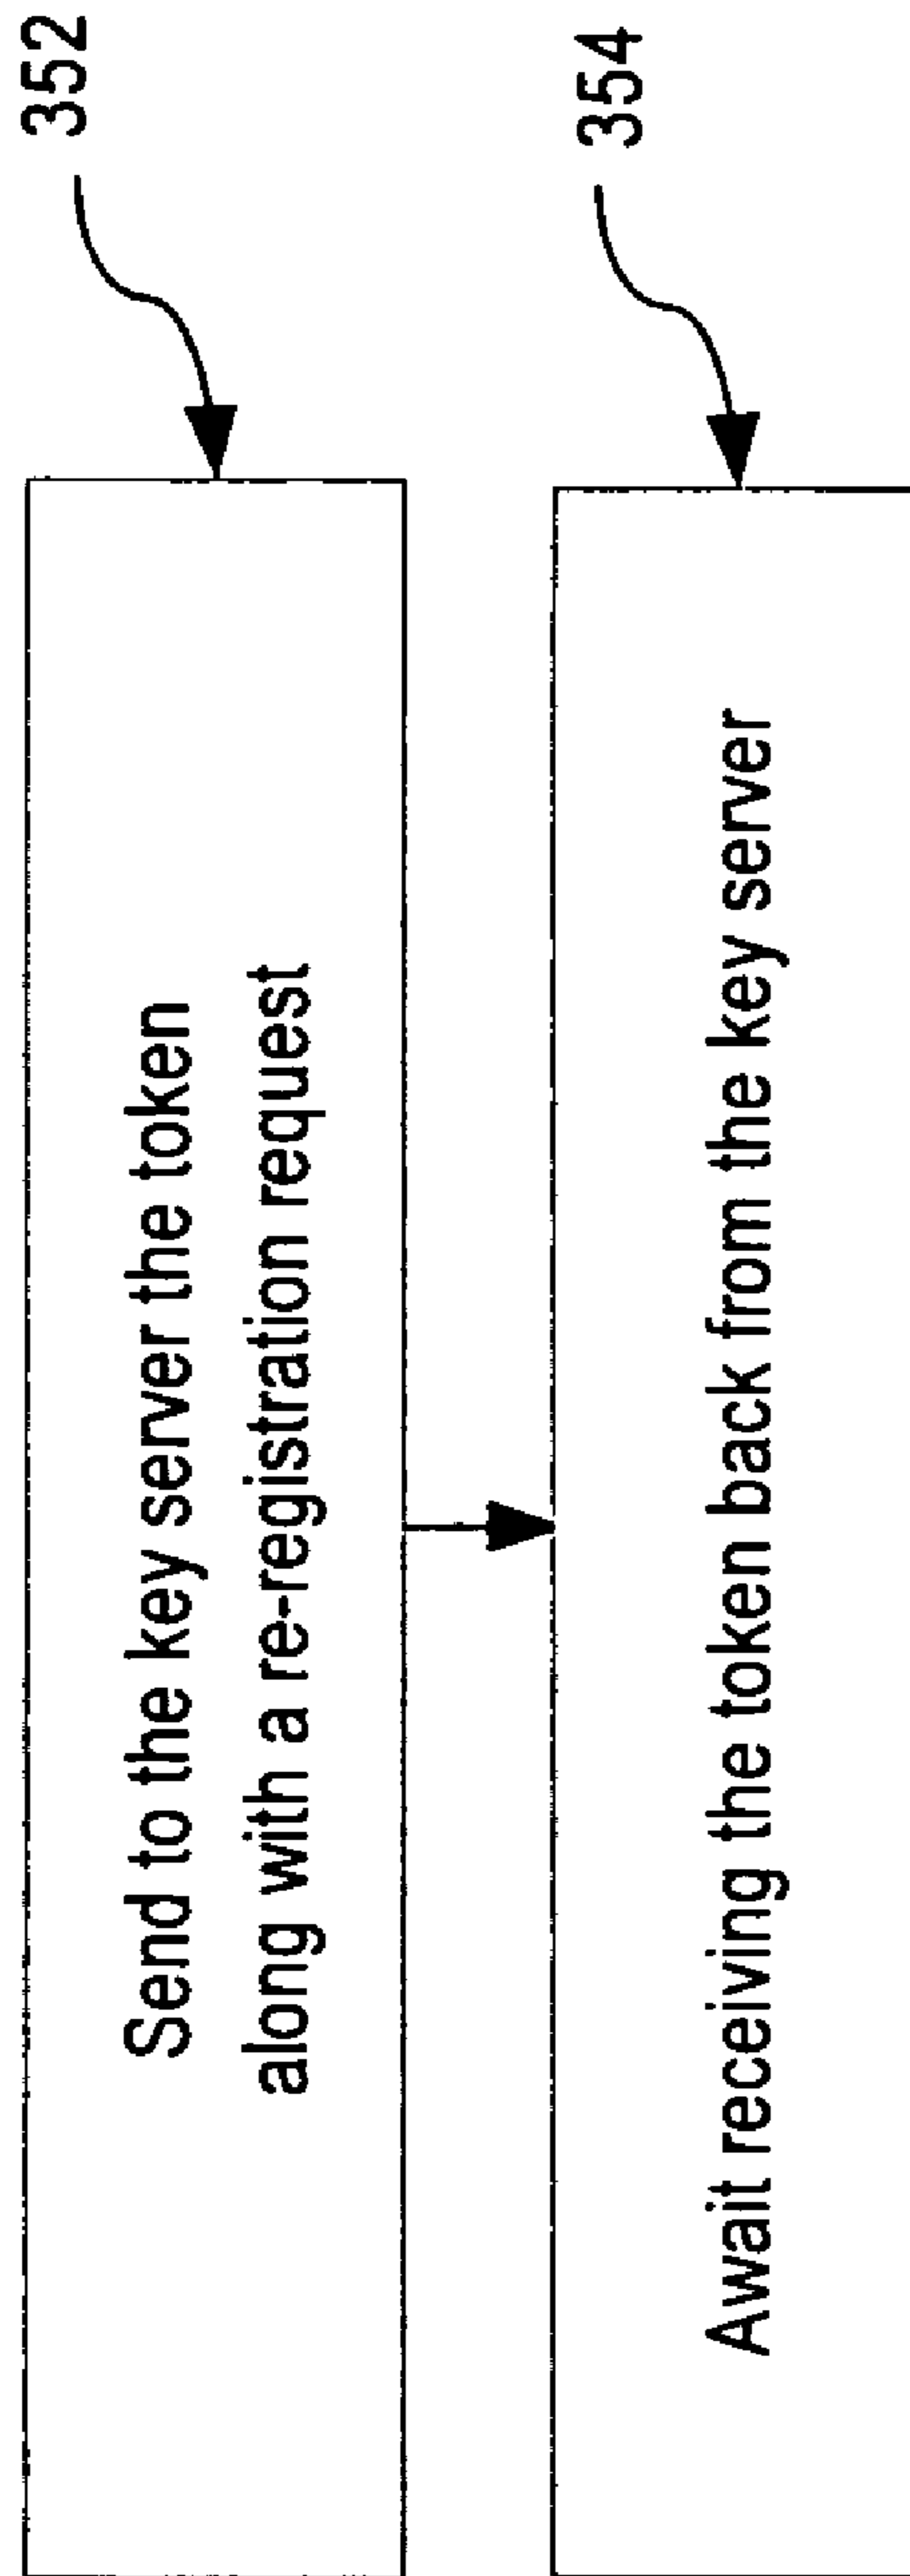 352
Send to the key server the token
along with a re-registration request
354
Await receiving the token back from the key server